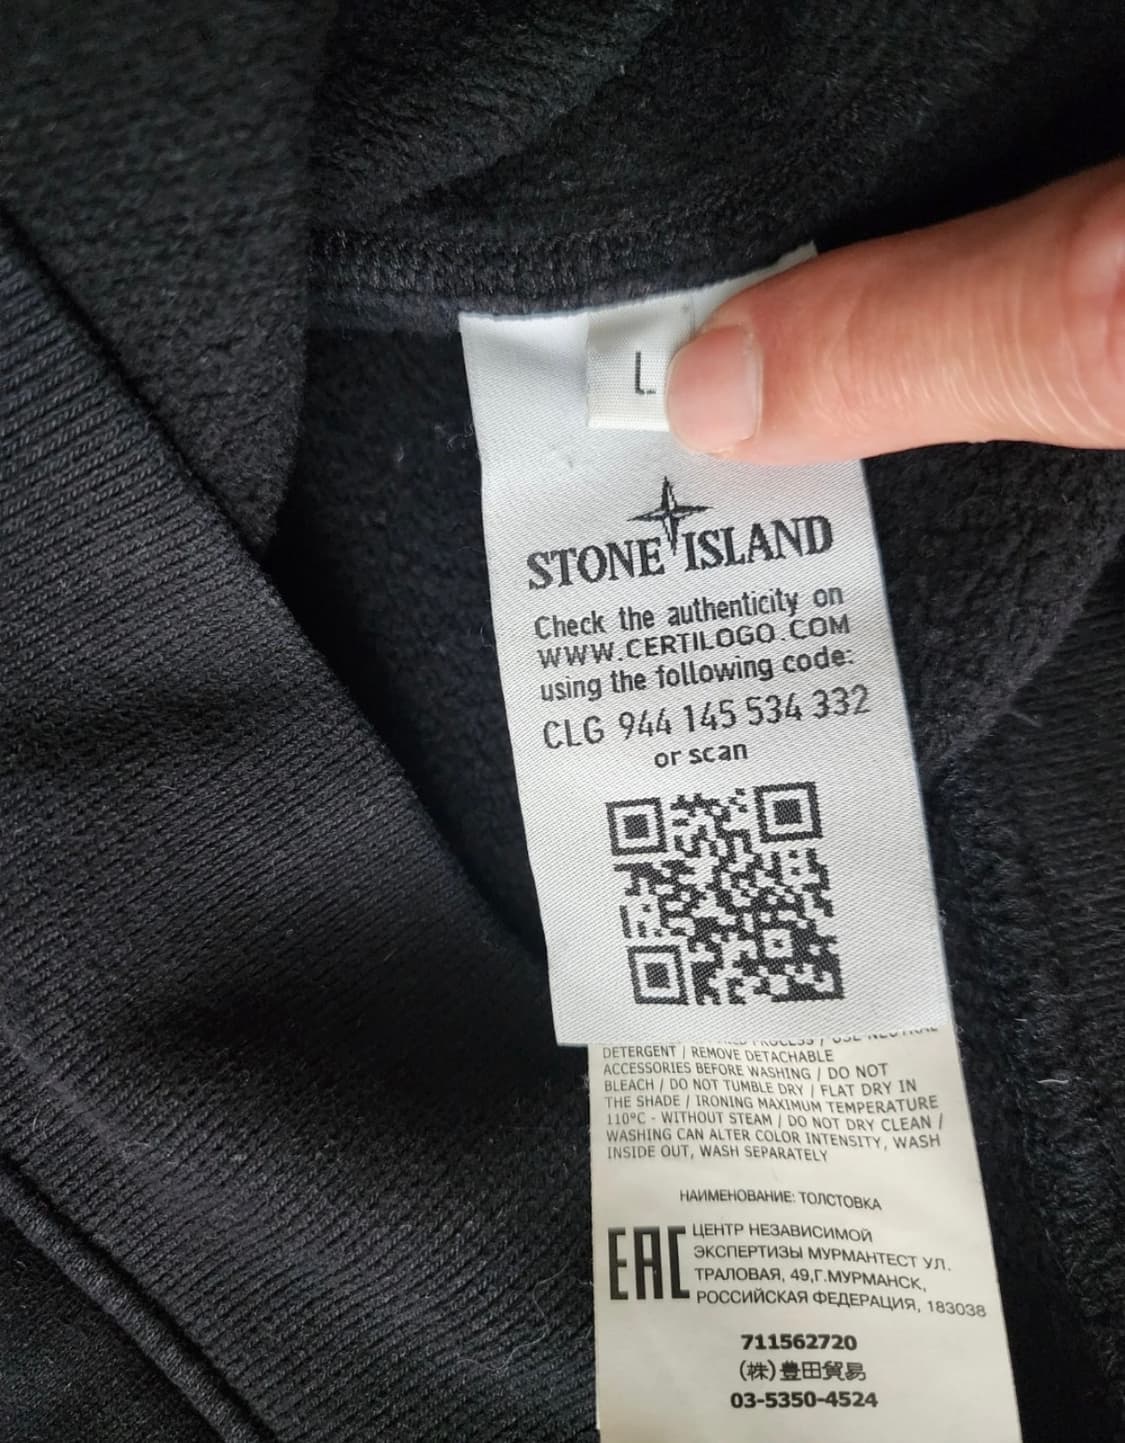 L
STONE ISLAND
Check the authenticity on
WWW.CERTILOGO.COM
using the following code:
CLG 944 145 534 332
or scan
PROCESS / USE NEUTRAL
DETERGENT / REMOVE DETACHABLE
ACCESSORIES BEFORE WASHING / DO NOT
BLEACH / DO NOT TUMBLE DRY / FLAT DRY IN
THE SHADE / IRONING MAXIMUM TEMPERATURE
110°C - WITHOUT STEAM / DO NOT DRY CLEAN /
WASHING CAN ALTER COLOR INTENSITY, WASH
INSIDE OUT, WASH SEPARATELY
НАИМЕНОВАНИЕ: ТОЛСТОВКА
EAC
ЦЕНТР НЕЗАВИСИМОЙ
ЭКСПЕРТИЗЫ МУРМАНТЕСТ УЛ.
ТРАЛОВАЯ, 49,Г.МУРМАНСК,
РОССИЙСКАЯ ФЕДЕРАЦИЯ, 183038
711562720
(株)豊田貿易
03-5350-4524